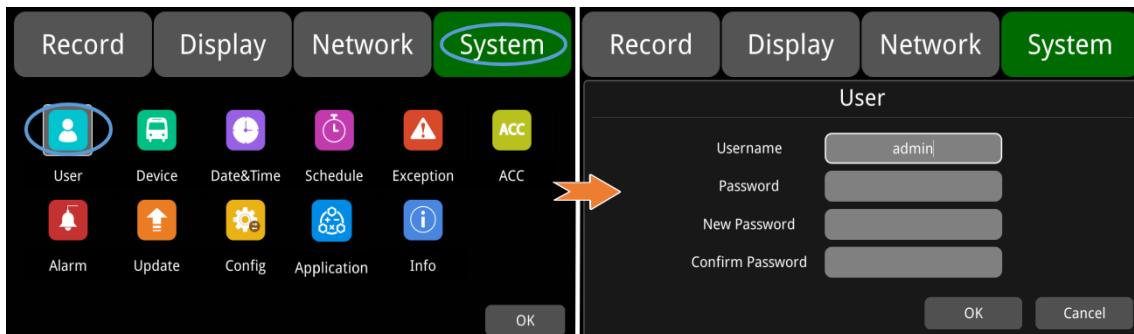 Record Display Network System
User Device Date&Time Schedule Exception ACC
ACC
Alarm Update Config Application Info
OK
Record Display Network System
User
Username admin
Password
New Password
Confirm Password
OK Cancel